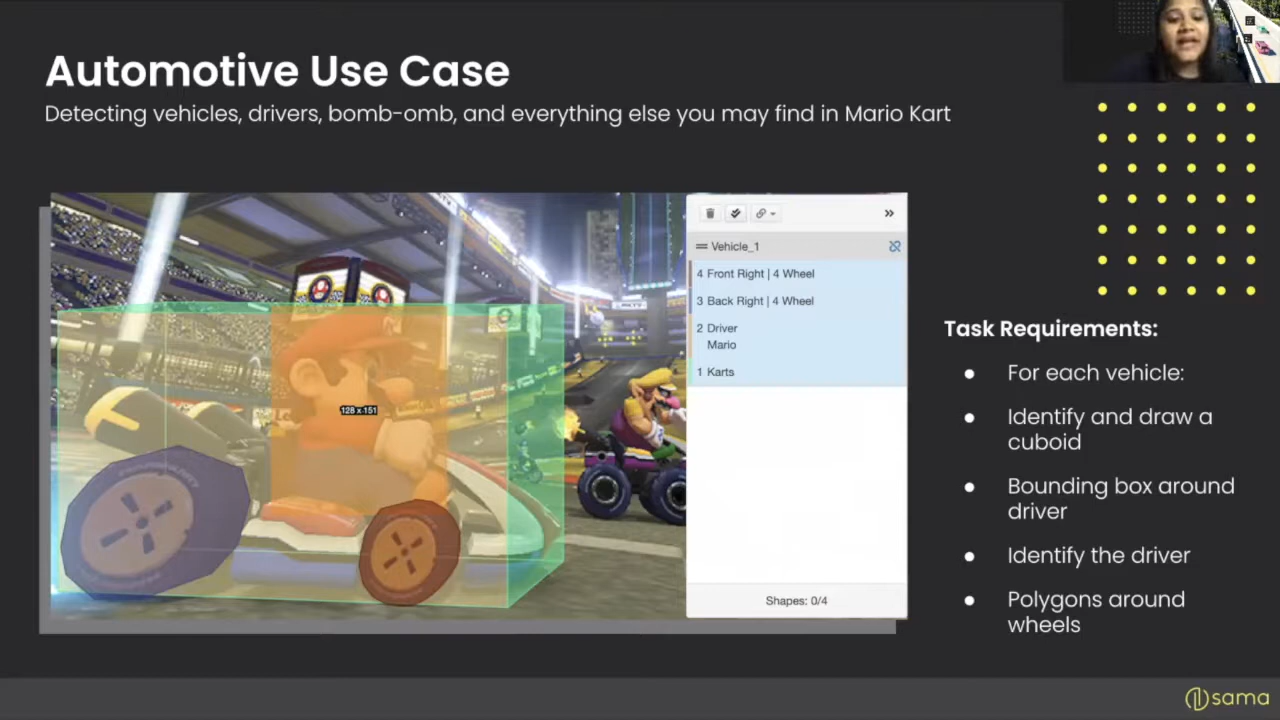 Automotive Use Case
Detecting vehicles, drivers, bomb-omb, and everything else you may find in Mario Kart
128 x 151
Vehicle_1
4 Front Right | 4 Wheel
3 Back Right | 4 Wheel
2 Driver
Mario
1 Karts
Shapes: 0/4
Task Requirements:
● For each vehicle:
● Identify and draw a
cuboid
● Bounding box around
driver
● Identify the driver
● Polygons around
wheels
sama